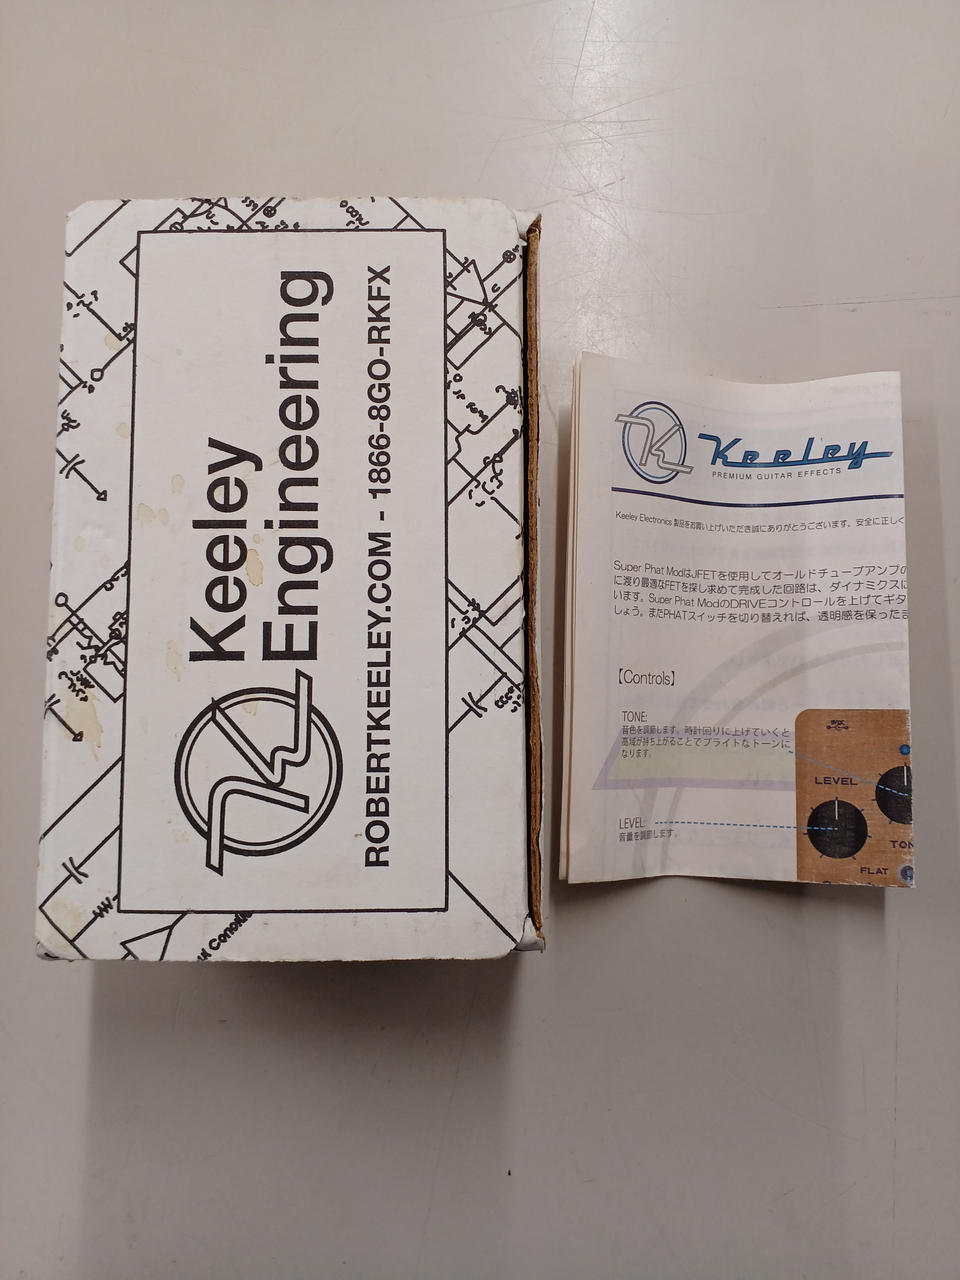 Keeley
Engineering
ROBERTKEELEY.COM - 1866-8GO-RKFX
Keeley
PREMIUM GUITAR EFFECTS
Keeley Electronics 製品をお買い上げいただき誠にありがとうございます。安全に正しく
Super Phat ModはJFETを使用してオールドチューブアンプの
に渡り最適なFETを探し求めて完成した回路は、ダイナミクスに
います。Super Phat ModのDRIVEコントロールを上げてギタ
しょう。またPHATスイッチを切り替えれば、透明感を保ったま
【Controls】
TONE:
音色を調節します。時計回りに上げていくと
高域が持ち上がることでブライトなトーンに
なります。
LEVEL:
音量を調節します。
9VDC
LEVEL
TON
FLAT